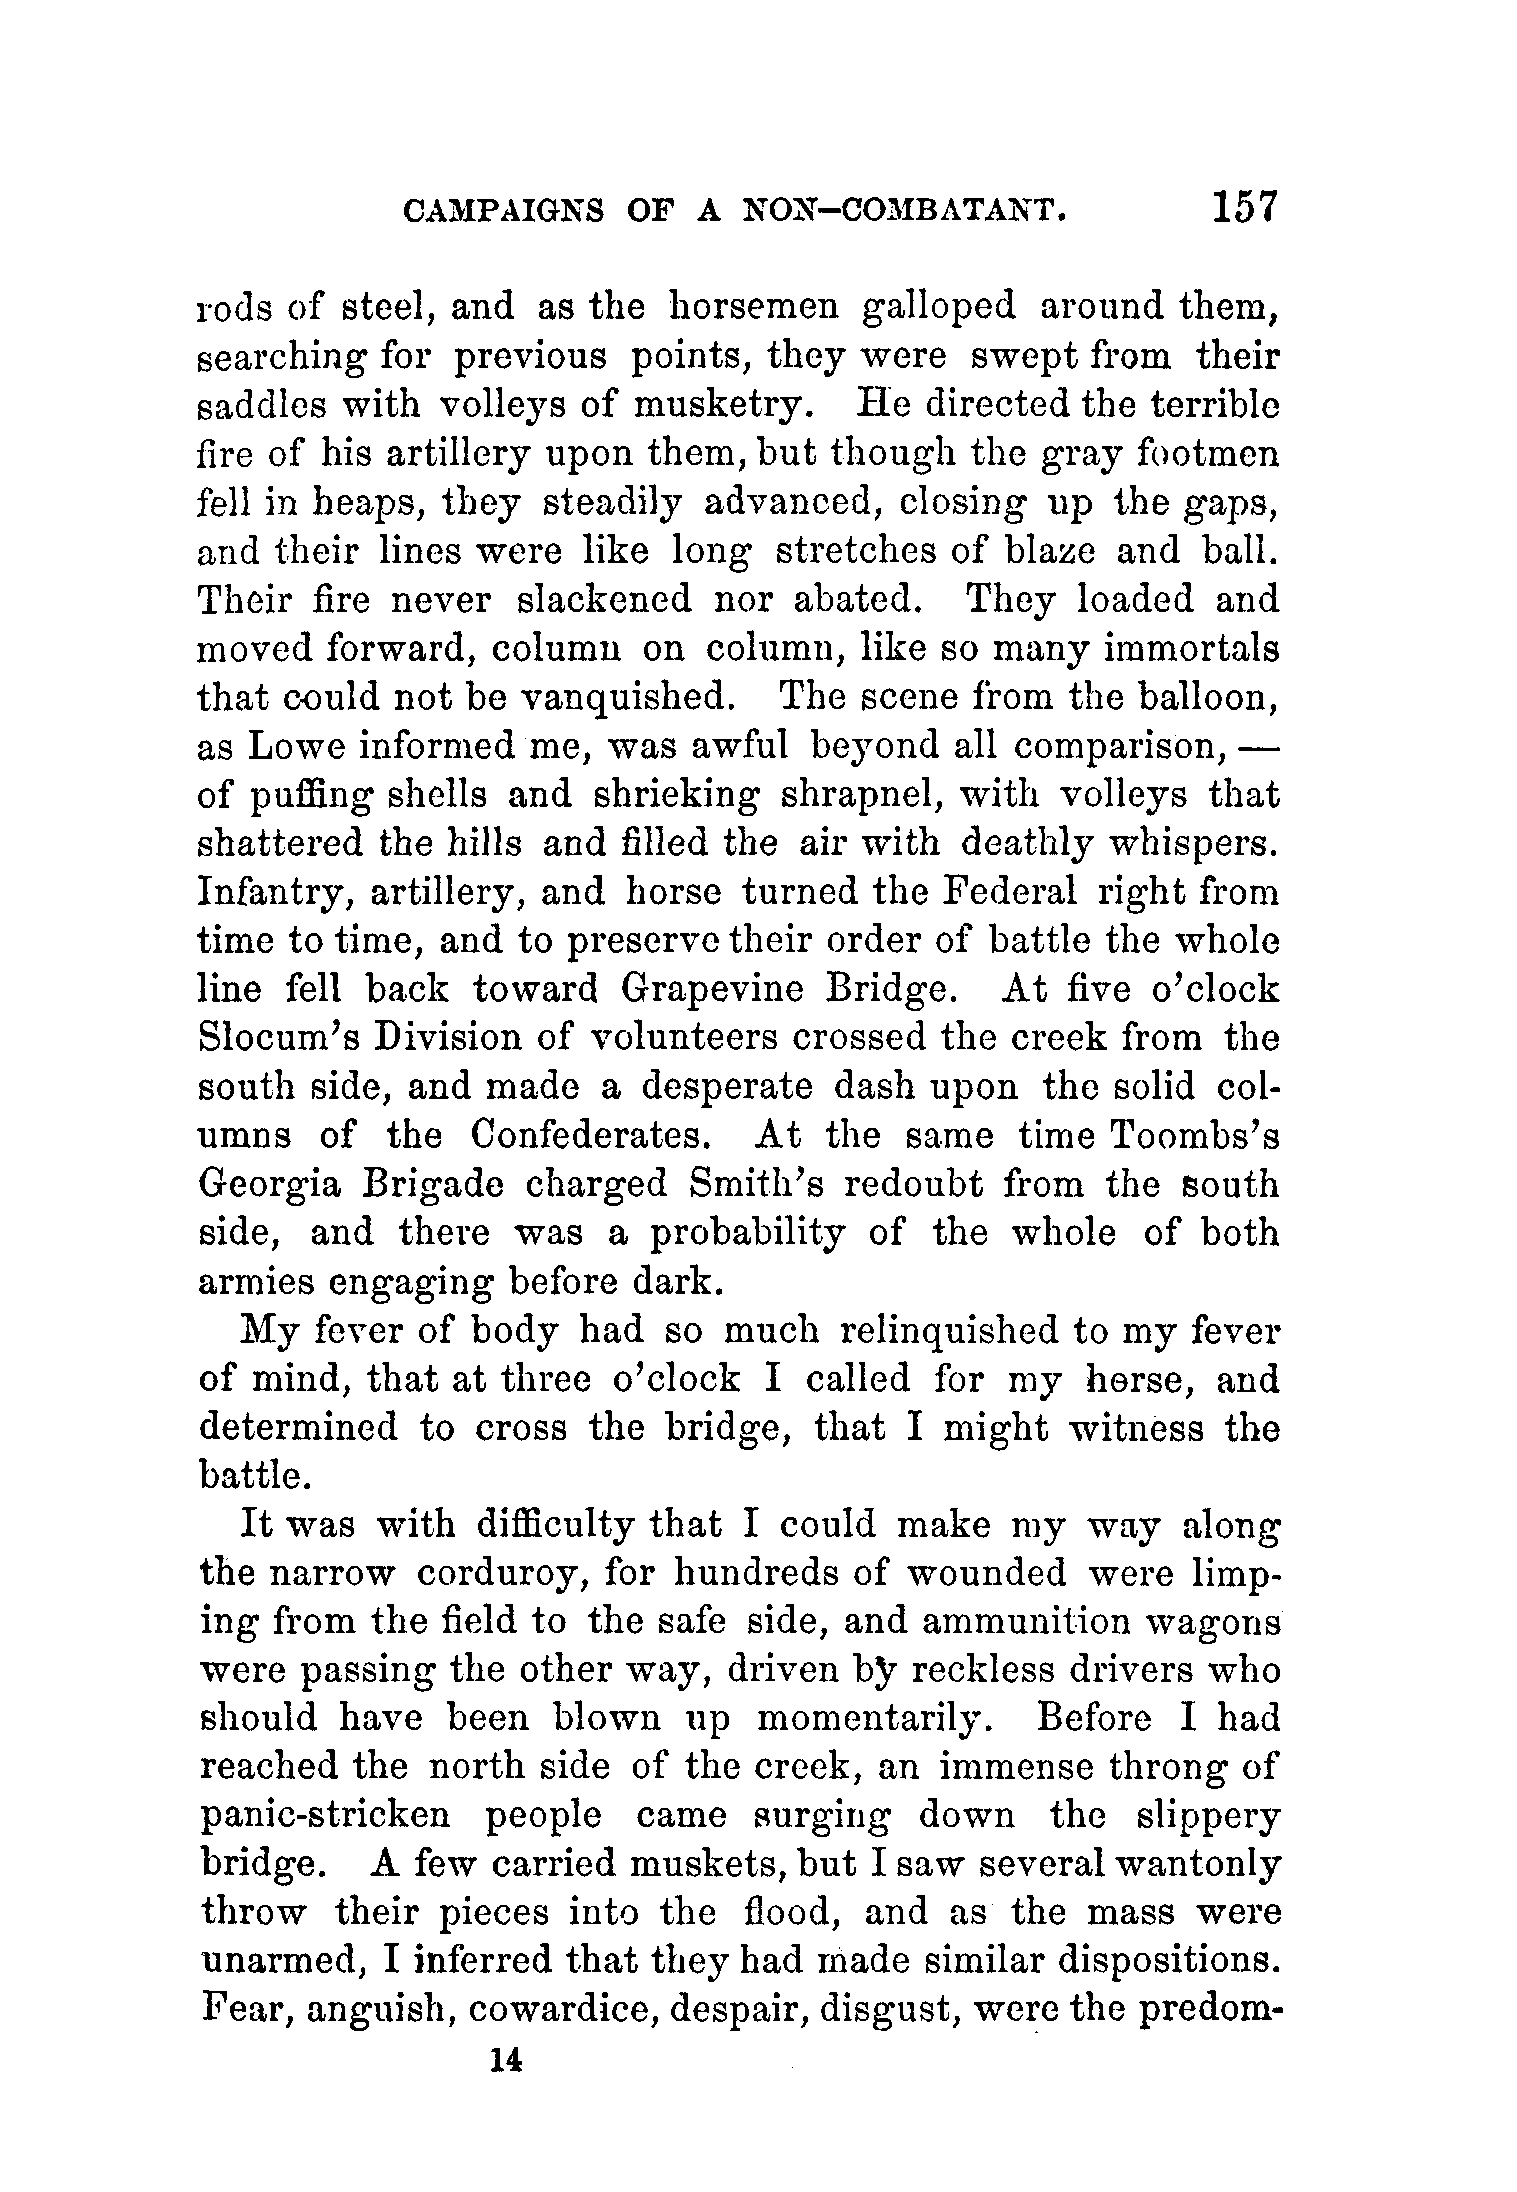 CAMPAIGNS OF A NON-COMBATANT. 157
rods of steel, and as the horsemen galloped around them,
searching for previous points, they were swept from their
saddles with volleys of musketry. He directed the terrible
fire of his artillery upon them, but though the gray footmen
fell in heaps, they steadily advanced, closing up the gaps,
and their lines were like long stretches of blaze and ball.
Their fire never slackened nor abated. They loaded and
moved forward, column on column, like so many immortals
that could not be vanquished. The scene from the balloon,
as Lowe informed me, was awful beyond all comparison, —
of puffing shells and shrieking shrapnel, with volleys that
shattered the hills and filled the air with deathly whispers.
Infantry, artillery, and horse turned the Federal right from
time to time, and to preserve their order of battle the whole
line fell back toward Grapevine Bridge. At five o'clock
Slocum's Division of volunteers crossed the creek from the
south side, and made a desperate dash upon the solid col-
umns of the Confederates. At the same time Toombs's
Georgia Brigade charged Smith's redoubt from the south
side, and there was a probability of the whole of both
armies engaging before dark.
My fever of body had so much relinquished to my fever
of mind, that at three o'clock I called for my horse, and
determined to cross the bridge, that I might witness the
battle.
It was with difficulty that I could make my way along
the narrow corduroy, for hundreds of wounded were limp-
ing from the field to the safe side, and ammunition wagons
were passing the other way, driven by reckless drivers who
should have been blown up momentarily. Before I had
reached the north side of the creek, an immense throng of
panic-stricken people came surging down the slippery
bridge. A few carried muskets, but I saw several wantonly
throw their pieces into the flood, and as the mass were
unarmed, I inferred that they had made similar dispositions.
Fear, anguish, cowardice, despair, disgust, were the predom-
14